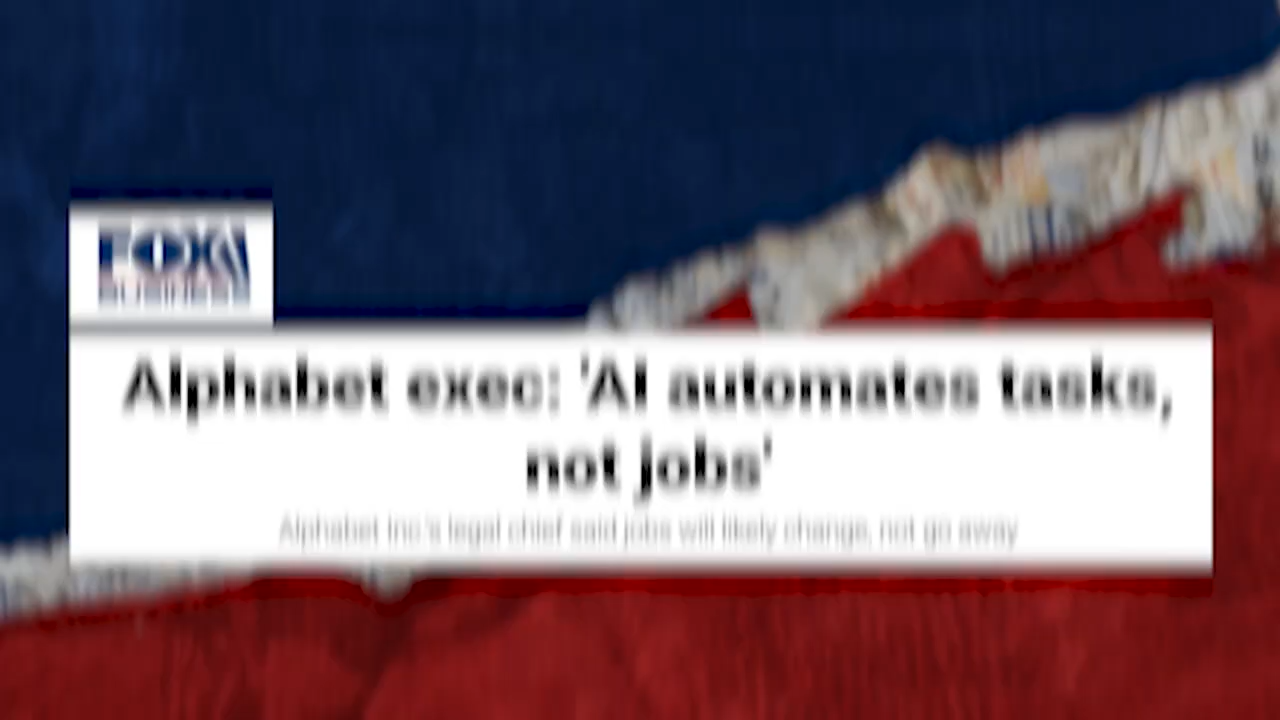 FOX
BUSINESS
Alphabet exec: 'AI automates tasks,
not jobs'
Alphabet Inc's legal chief said jobs will likely change, not go away